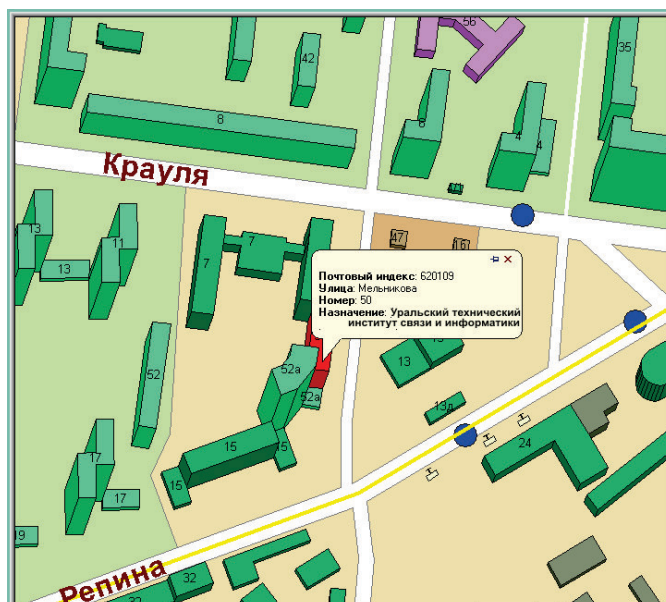 56
42
35
8
6
4
4
Крауля
13
11
13
7
7
47
16
Почтовый индекс: 620109
Улица: Мельникова
Номер: 50
Назначение: Уральский технический
институт связи и информатики
52
52а
52а
13
13
13д
15
15
15
24
17
17
19
Репина
32
32